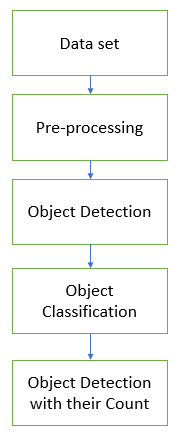 Data set
Pre-processing
Object Detection
Object
Classification
Object Detection
with their Count